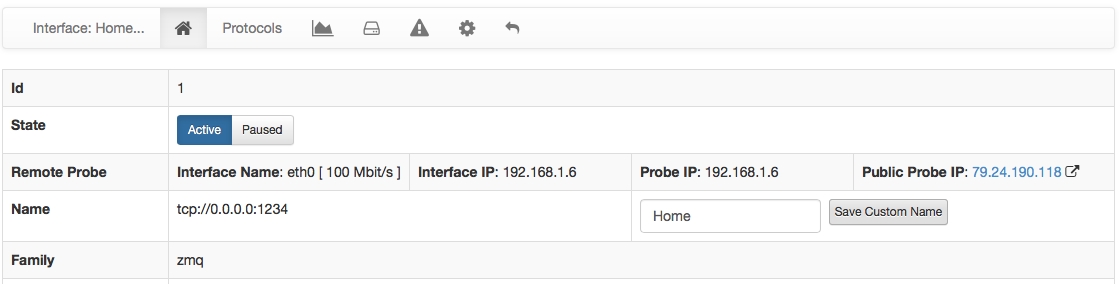 Interface: Home... Protocols
Id 1
State Active Paused
Remote Probe Interface Name: eth0 [ 100 Mbit/s ] Interface IP: 192.168.1.6 Probe IP: 192.168.1.6 Public Probe IP: 79.24.190.118
Name tcp://0.0.0.0:1234 Home Save Custom Name
Family zmq